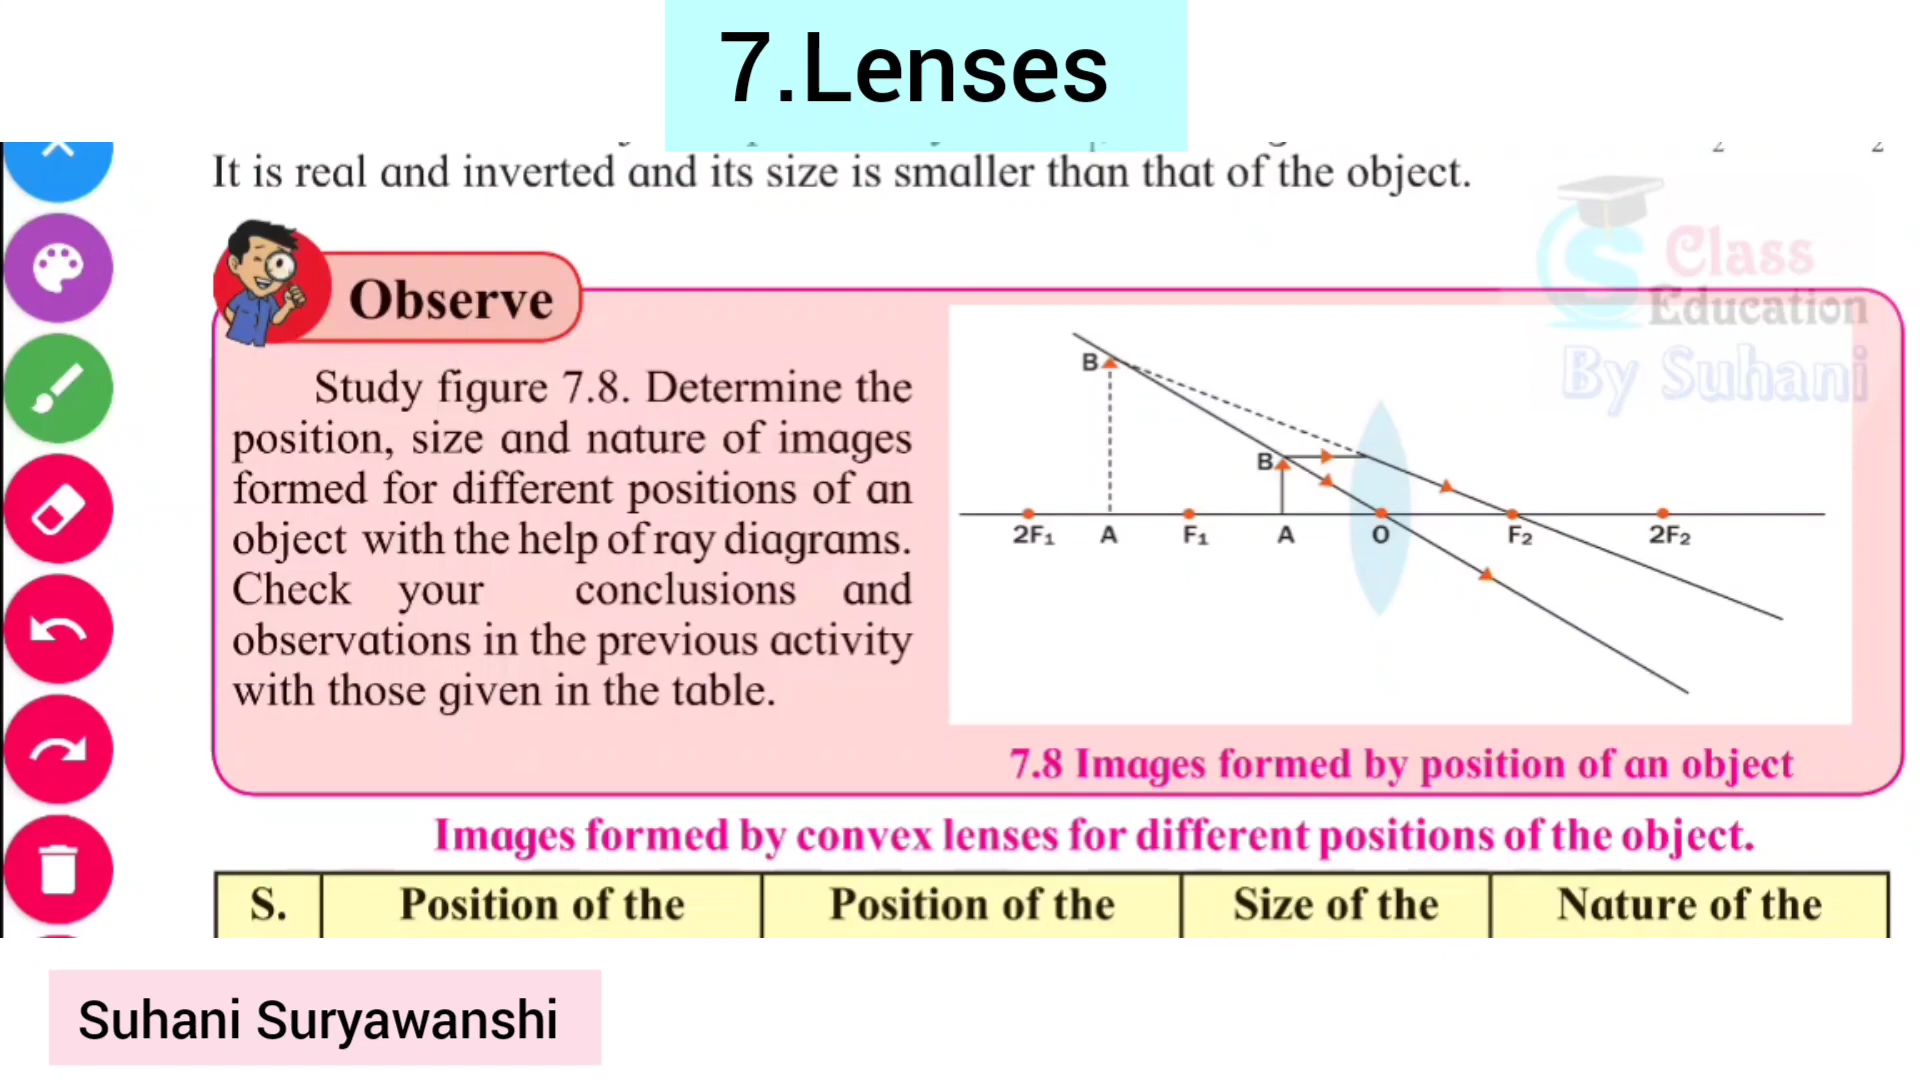 7.Lenses
It is real and inverted and its size is smaller than that of the object.
Class
Education
By Suhani
Observe
Study figure 7.8. Determine the
position, size and nature of images
formed for different positions of an
object with the help of ray diagrams.
Check your conclusions and
observations in the previous activity
with those given in the table.
B
B
2F₁ A F₁ A O F₂ 2F₂
7.8 Images formed by position of an object
Images formed by convex lenses for different positions of the object.
S. Position of the Position of the Size of the Nature of the
Suhani Suryawanshi